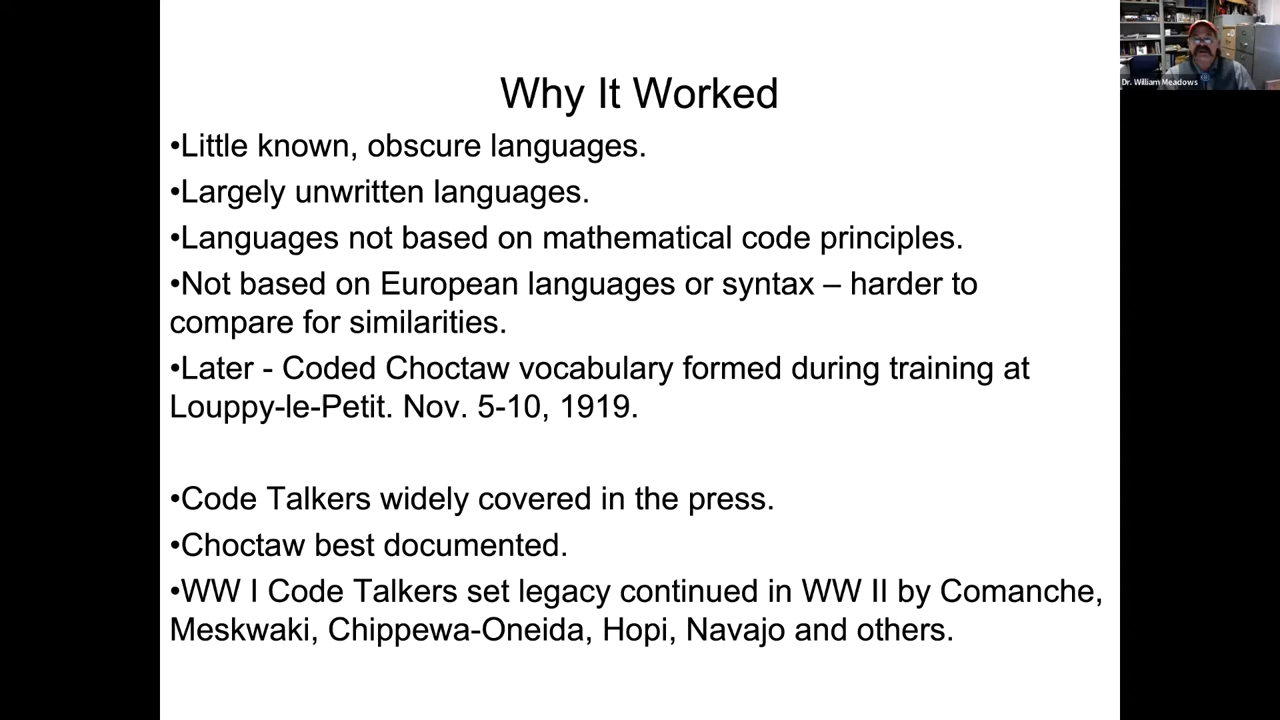 Dr. William Meadows
Why It Worked
•Little known, obscure languages.
•Largely unwritten languages.
•Languages not based on mathematical code principles.
•Not based on European languages or syntax – harder to
compare for similarities.
•Later - Coded Choctaw vocabulary formed during training at
Louppy-le-Petit. Nov. 5-10, 1919.
•Code Talkers widely covered in the press.
•Choctaw best documented.
•WW I Code Talkers set legacy continued in WW II by Comanche,
Meskwaki, Chippewa-Oneida, Hopi, Navajo and others.